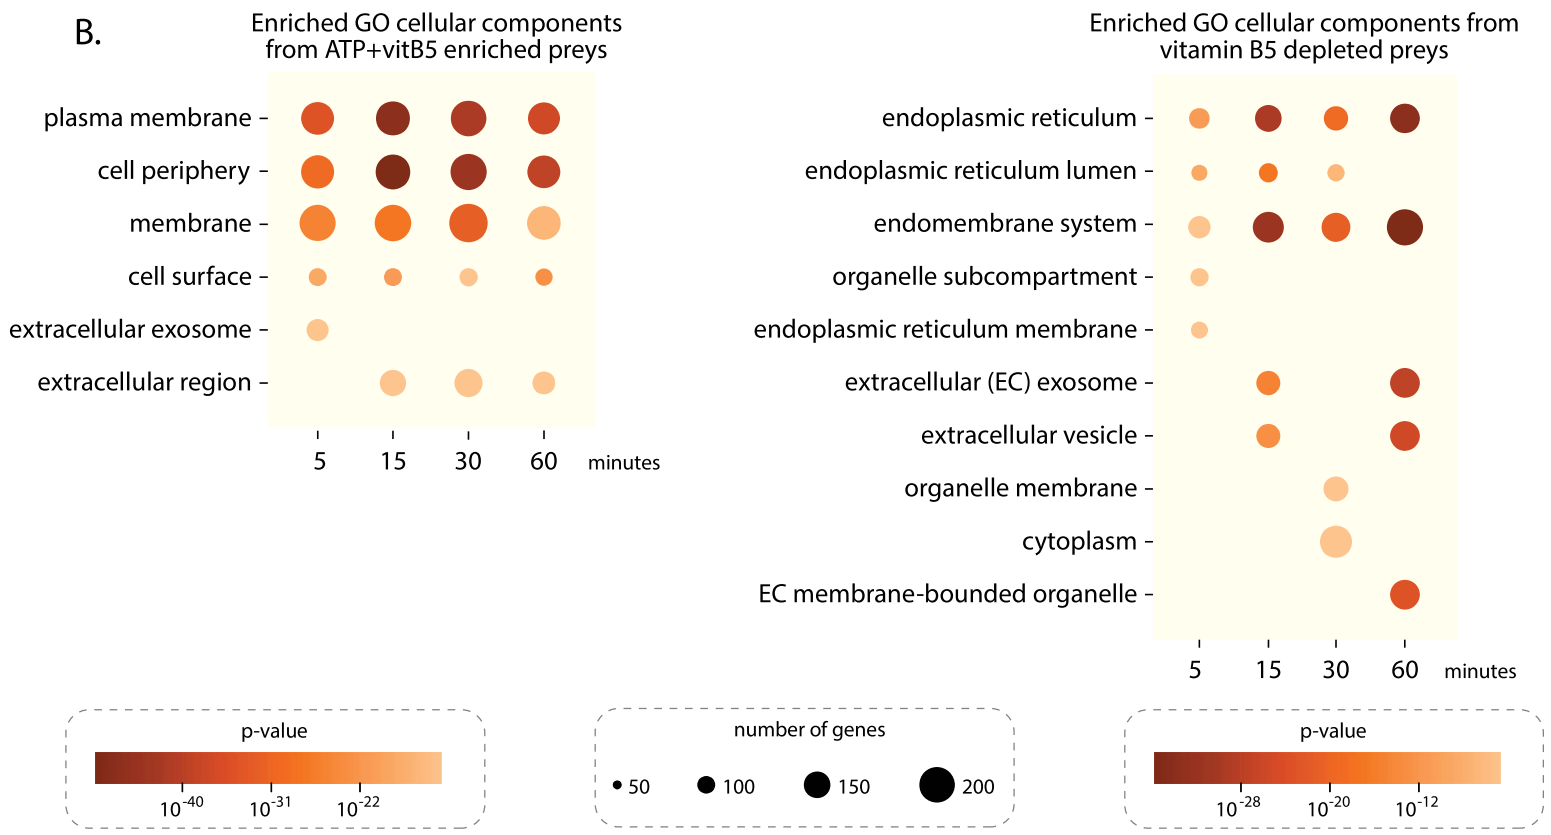 B.
Enriched GO cellular components
from ATP+vitB5 enriched preys
plasma membrane
cell periphery
membrane
cell surface
extracellular exosome
extracellular region
5 15 30 60 minutes
Enriched GO cellular components from
vitamin B5 depleted preys
endoplasmic reticulum
endoplasmic reticulum lumen
endomembrane system
organelle subcompartment
endoplasmic reticulum membrane
extracellular (EC) exosome
extracellular vesicle
organelle membrane
cytoplasm
EC membrane-bounded organelle
5 15 30 60 minutes
p-value
10⁻⁴⁰ 10⁻³¹ 10⁻²²
number of genes
50 100 150 200
p-value
10⁻²⁸ 10⁻²⁰ 10⁻¹²